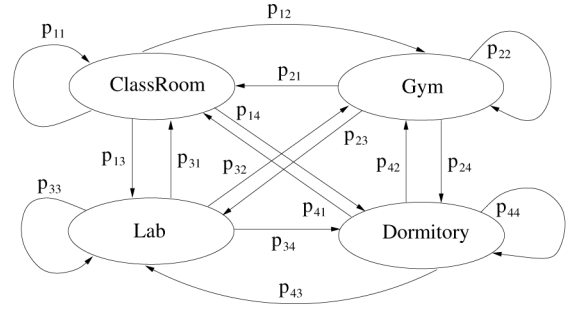 p12
p11
p22
ClassRoom
p21
Gym
p14
p23
p13
p31
p32
p42
p24
p33
p41
p44
Lab
p34
Dormitory
p43